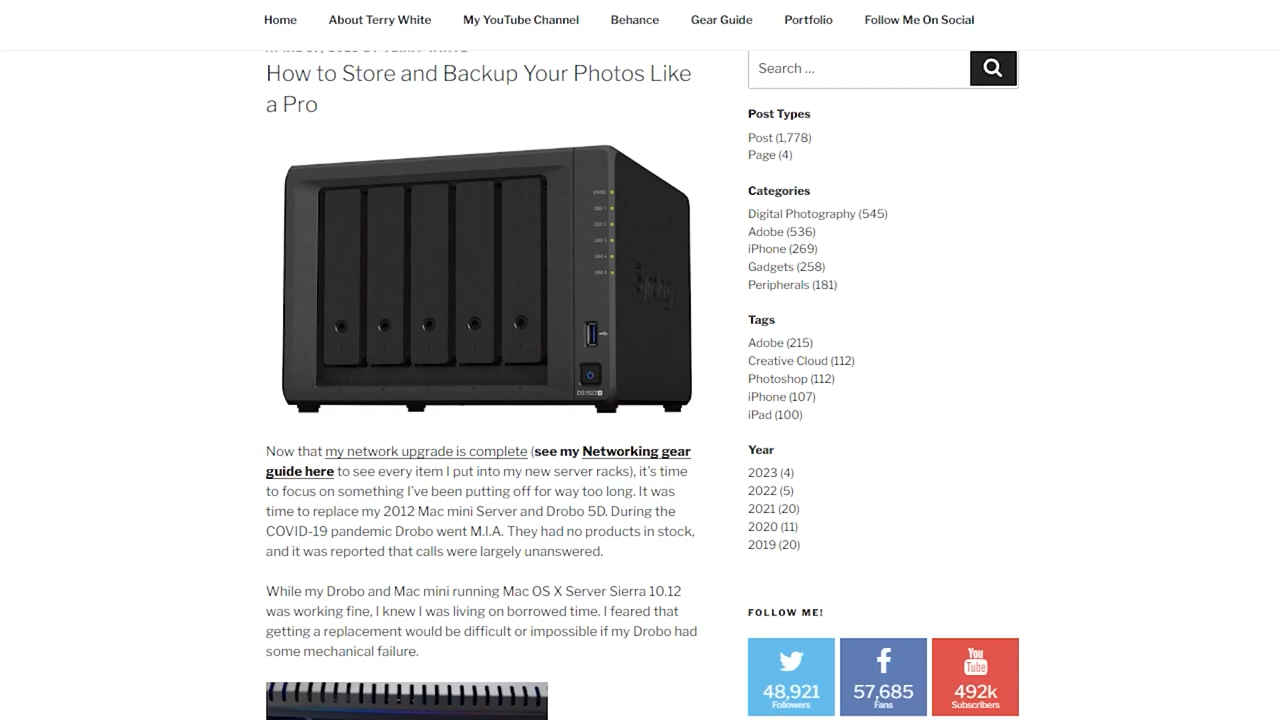 Home
About Terry White
My YouTube Channel
Behance
Gear Guide
Portfolio
Follow Me On Social
How to Store and Backup Your Photos Like
a Pro
DS1522+
Now that my network upgrade is complete (see my Networking gear
guide here to see every item I put into my new server racks), it's time
to focus on something I've been putting off for way too long. It was
time to replace my 2012 Mac mini Server and Drobo 5D. During the
COVID-19 pandemic Drobo went M.I.A. They had no products in stock,
and it was reported that calls were largely unanswered.
While my Drobo and Mac mini running Mac OS X Server Sierra 10.12
was working fine, I knew I was living on borrowed time. I feared that
getting a replacement would be difficult or impossible if my Drobo had
some mechanical failure.
Search ...
Post Types
Post (1,778)
Page (4)
Categories
Digital Photography (545)
Adobe (536)
iPhone (269)
Gadgets (258)
Peripherals (181)
Tags
Adobe (215)
Creative Cloud (112)
Photoshop (112)
iPhone (107)
iPad (100)
Year
2023 (4)
2022 (5)
2021 (20)
2020 (11)
2019 (20)
FOLLOW ME!
48,921
Followers
57,685
Fans
You
Tube
492k
Subscribers